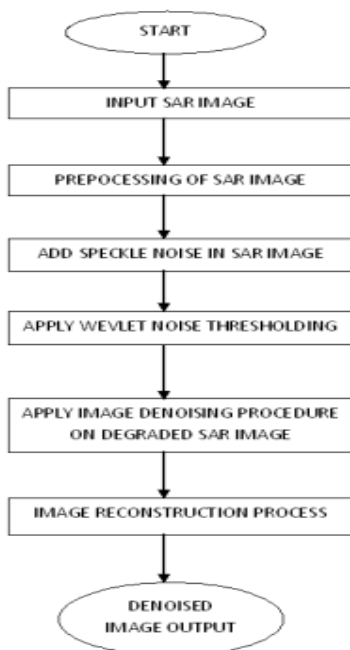 START
INPUT SAR IMAGE
PREPOCESSING OF SAR IMAGE
ADD SPECKLE NOISE IN SAR IMAGE
APPLY WEVLET NOISE THRESHOLDING
APPLY IMAGE DENOISING PROCEDURE
ON DEGRADED SAR IMAGE
IMAGE RECONSTRUCTION PROCESS
DENOISED
IMAGE OUTPUT